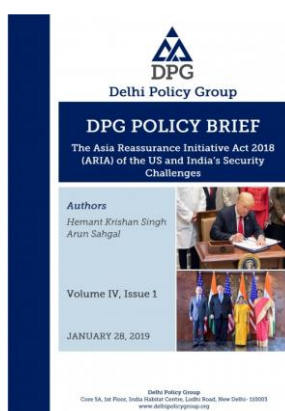 DPG
Delhi Policy Group
DPG POLICY BRIEF
The Asia Reassurance Initiative Act 2018
(ARIA) of the US and India's Security
Challenges
Authors
Hemant Krishan Singh
Arun Sahgal
Volume IV, Issue 1
JANUARY 28, 2019
Delhi Policy Group
Core 5A, 1st Floor, India Habitat Centre, Lodhi Road, New Delhi- 110003
www.delhipolicygroup.org